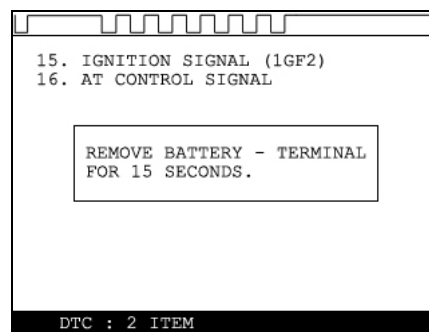 15. IGNITION SIGNAL (1GF2)
16. AT CONTROL SIGNAL
REMOVE BATTERY - TERMINAL
FOR 15 SECONDS.
DTC : 2 ITEM